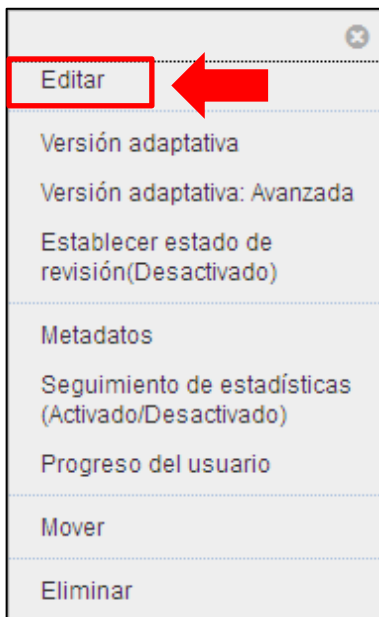 Editar
Versión adaptativa
Versión adaptativa: Avanzada
Establecer estado de
revisión(Desactivado)
Metadatos
Seguimiento de estadísticas
(Activado/Desactivado)
Progreso del usuario
Mover
Eliminar